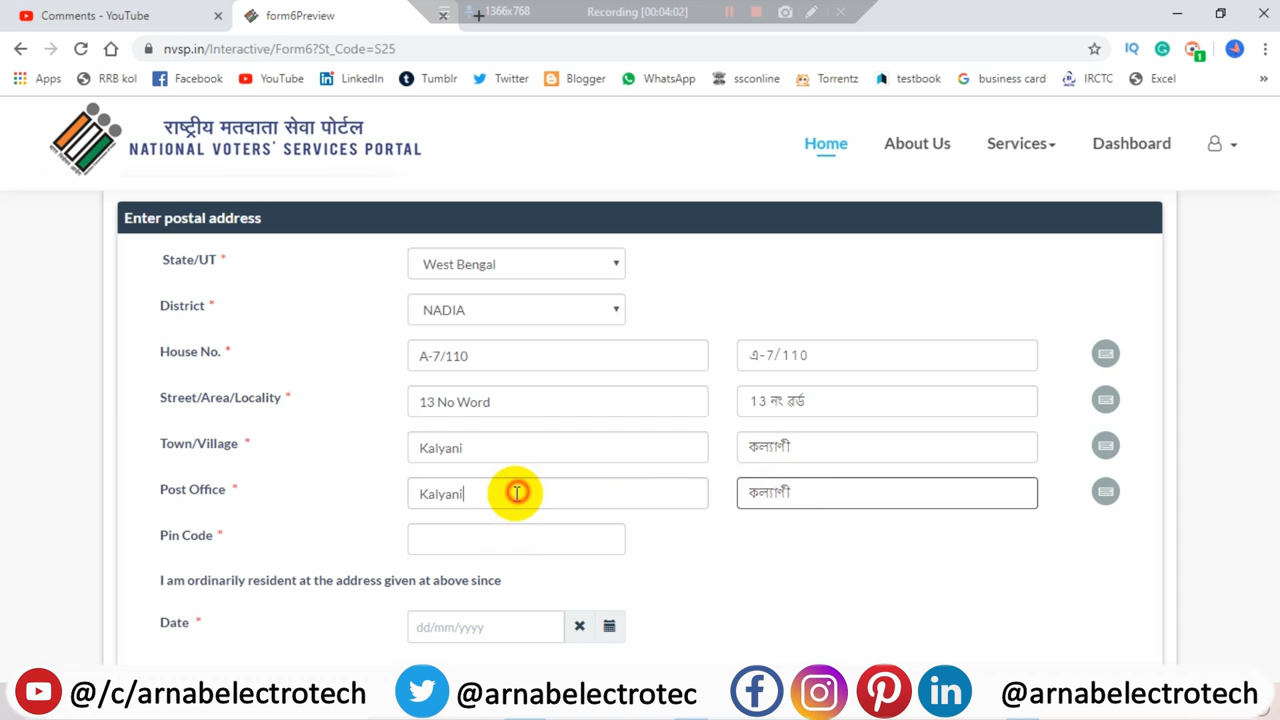 Comments - YouTube
form6Preview
1366x768
Recording [00:04:02]
nvsp.in/Interactive/Form6?St_Code=S25
IQ
1
Apps
RRB kol
Facebook
YouTube
LinkedIn
Tumblr
Twitter
Blogger
WhatsApp
ssconline
Torrentz
testbook
business card
IRCTC
Excel
»
राष्ट्रीय मतदाता सेवा पोर्टल
NATIONAL VOTERS' SERVICES PORTAL
Home
About Us
Services
Dashboard
Enter postal address
State/UT *
West Bengal
District *
NADIA
House No. *
A-7/110
এ-7/110
Street/Area/Locality *
13 No Word
13 নং ৱর্ড
Town/Village *
Kalyani
কল্যাণী
Post Office *
Kalyani
কল্যাণী
Pin Code *
I am ordinarily resident at the address given at above since
Date *
dd/mm/yyyy
@/c/arnabelectrotech
@arnabelectrotec
@arnabelectrotech